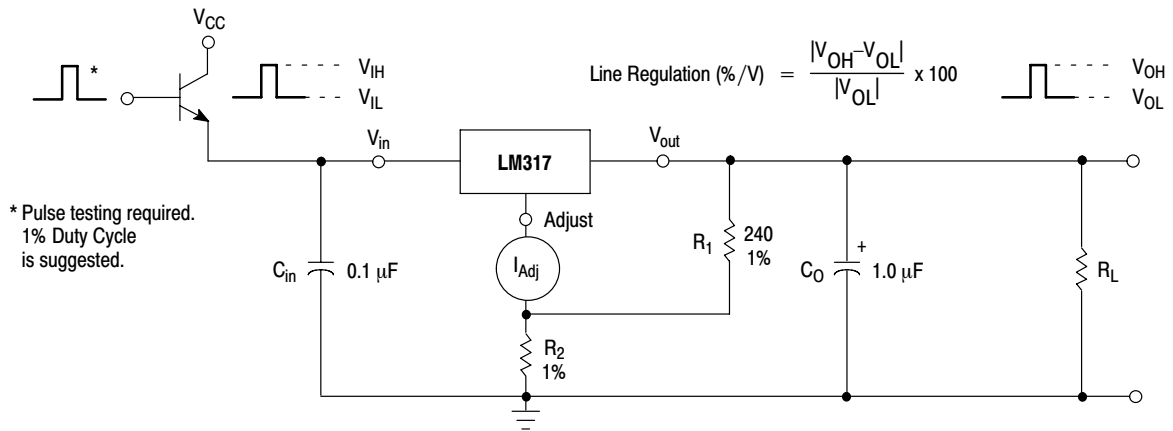 V_CC
*
V_IH
V_IL
Line Regulation (%/V) = |V_OH–V_OL| / |V_OL| x 100
V_OH
V_OL
V_in
LM317
V_out
* Pulse testing required.
1% Duty Cycle
is suggested.
Adjust
I_Adj
C_in
0.1 μF
R_1
240
1%
C_O
+
1.0 μF
R_L
R_2
1%